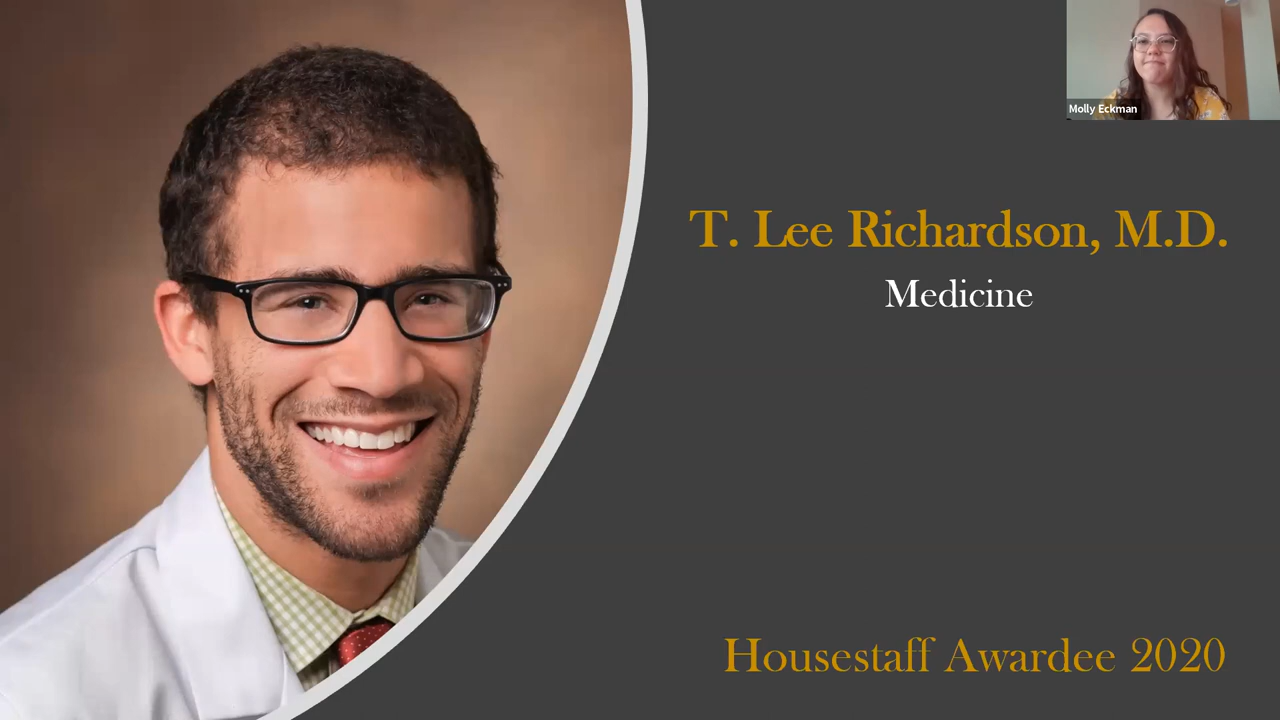 Molly Eckman
T. Lee Richardson, M.D.
Medicine
Housestaff Awardee 2020